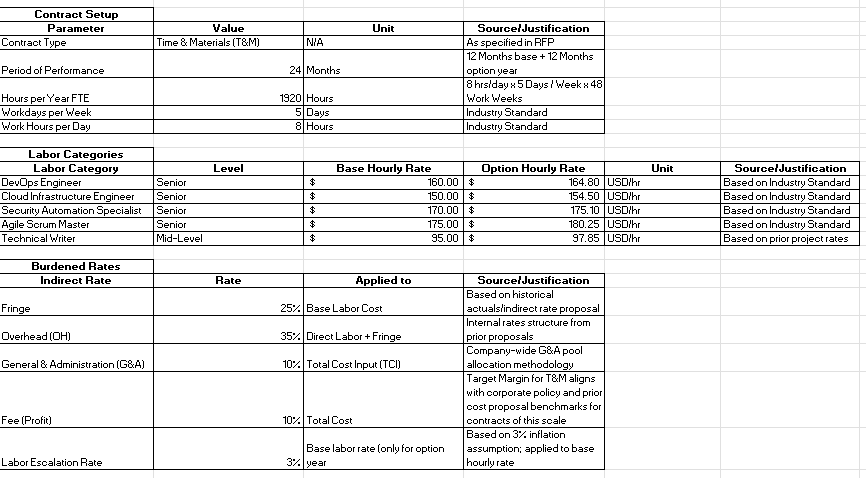 Contract Setup
Parameter Value Unit Source/Justification
Contract Type Time & Materials (T&M) N/A As specified in RFP
12 Months base + 12 Months
Period of Performance 24 Months option year
8 hrs/day x 5 Days / Week x 48
Hours per Year FTE 1920 Hours Work Weeks
Workdays per Week 5 Days Industry Standard
Work Hours per Day 8 Hours Industry Standard
Labor Categories
Labor Category Level Base Hourly Rate Option Hourly Rate Unit Source/Justification
DevOps Engineer Senior $ 160.00 $ 164.80 USD/hr Based on Industry Standard
Cloud Infrastructure Engineer Senior $ 150.00 $ 154.50 USD/hr Based on Industry Standard
Security Automation Specialist Senior $ 170.00 $ 175.10 USD/hr Based on Industry Standard
Agile Scrum Master Senior $ 175.00 $ 180.25 USD/hr Based on Industry Standard
Technical Writer Mid-Level $ 95.00 $ 97.85 USD/hr Based on prior project rates
Burdened Rates
Indirect Rate Rate Applied to Source/Justification
Based on historical
Fringe 25% Base Labor Cost actuals/indirect rate proposal
Internal rates structure from
Overhead (OH) 35% Direct Labor + Fringe prior proposals
Company-wide G&A pool
General & Administration (G&A) 10% Total Cost Input (TCI) allocation methodology
Target Margin for T&M aligns
with corporate policy and prior
cost proposal benchmarks for
Fee (Profit) 10% Total Cost contracts of this scale
Based on 3% inflation
Base labor rate (only for option assumption; applied to base
Labor Escalation Rate 3% year hourly rate